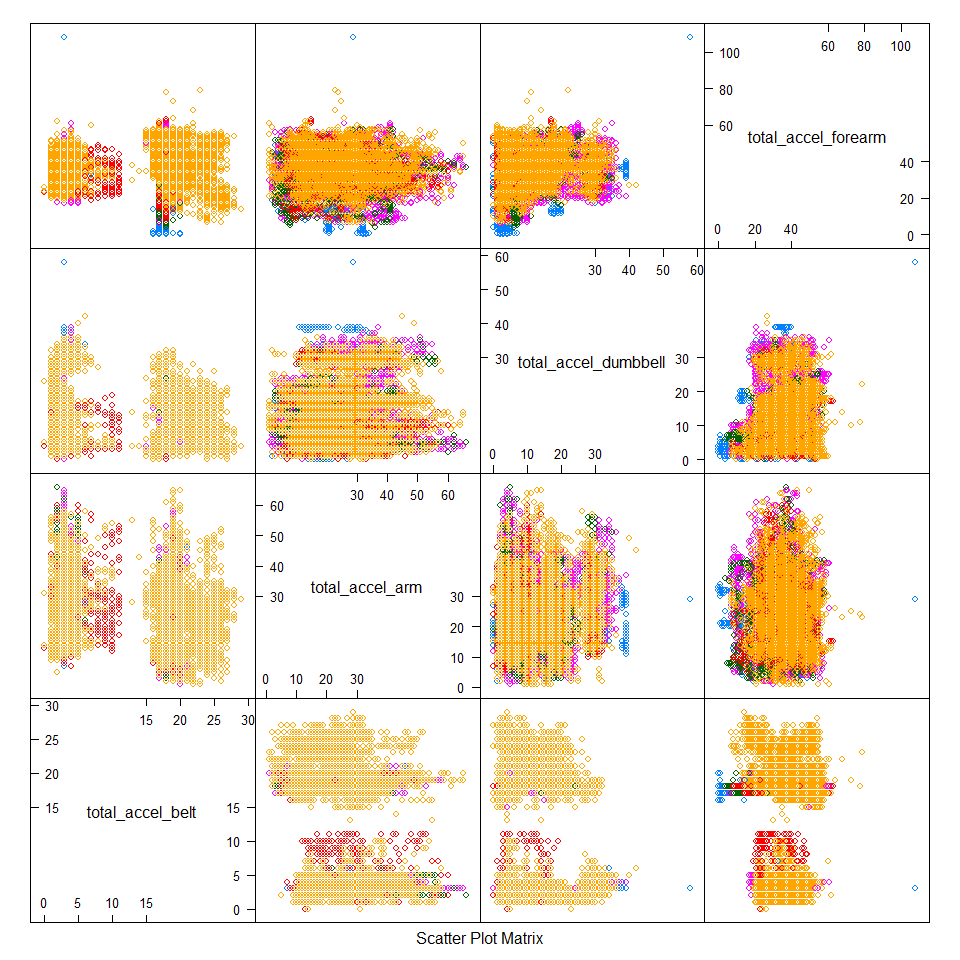 60 80 100
100
80
60
total_accel_forearm
40
20
0
0 20 40
60
50
40
30
30 40 50 60
total_accel_dumbbell
30
20
10
0
0 10 20 30
30 40 50 60
60
50
40
30
total_accel_arm
30
20
10
0
0 10 20 30
30
25
20
15
15 20 25 30
total_accel_belt
15
10
5
0
0 5 10 15
Scatter Plot Matrix